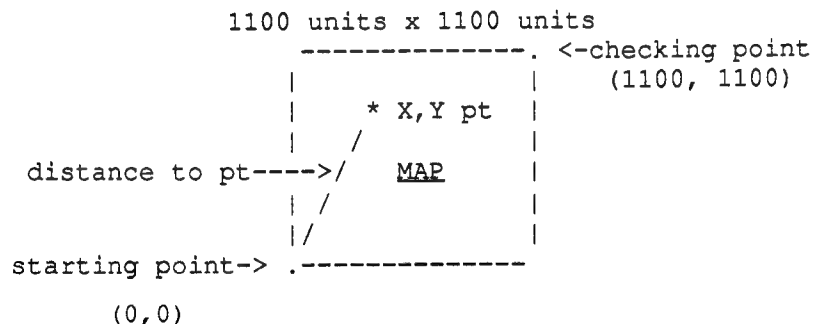 1100 units x 1100 units
<-checking point
(1100, 1100)
* X,Y pt
distance to pt---->
MAP
starting point->
(0,0)